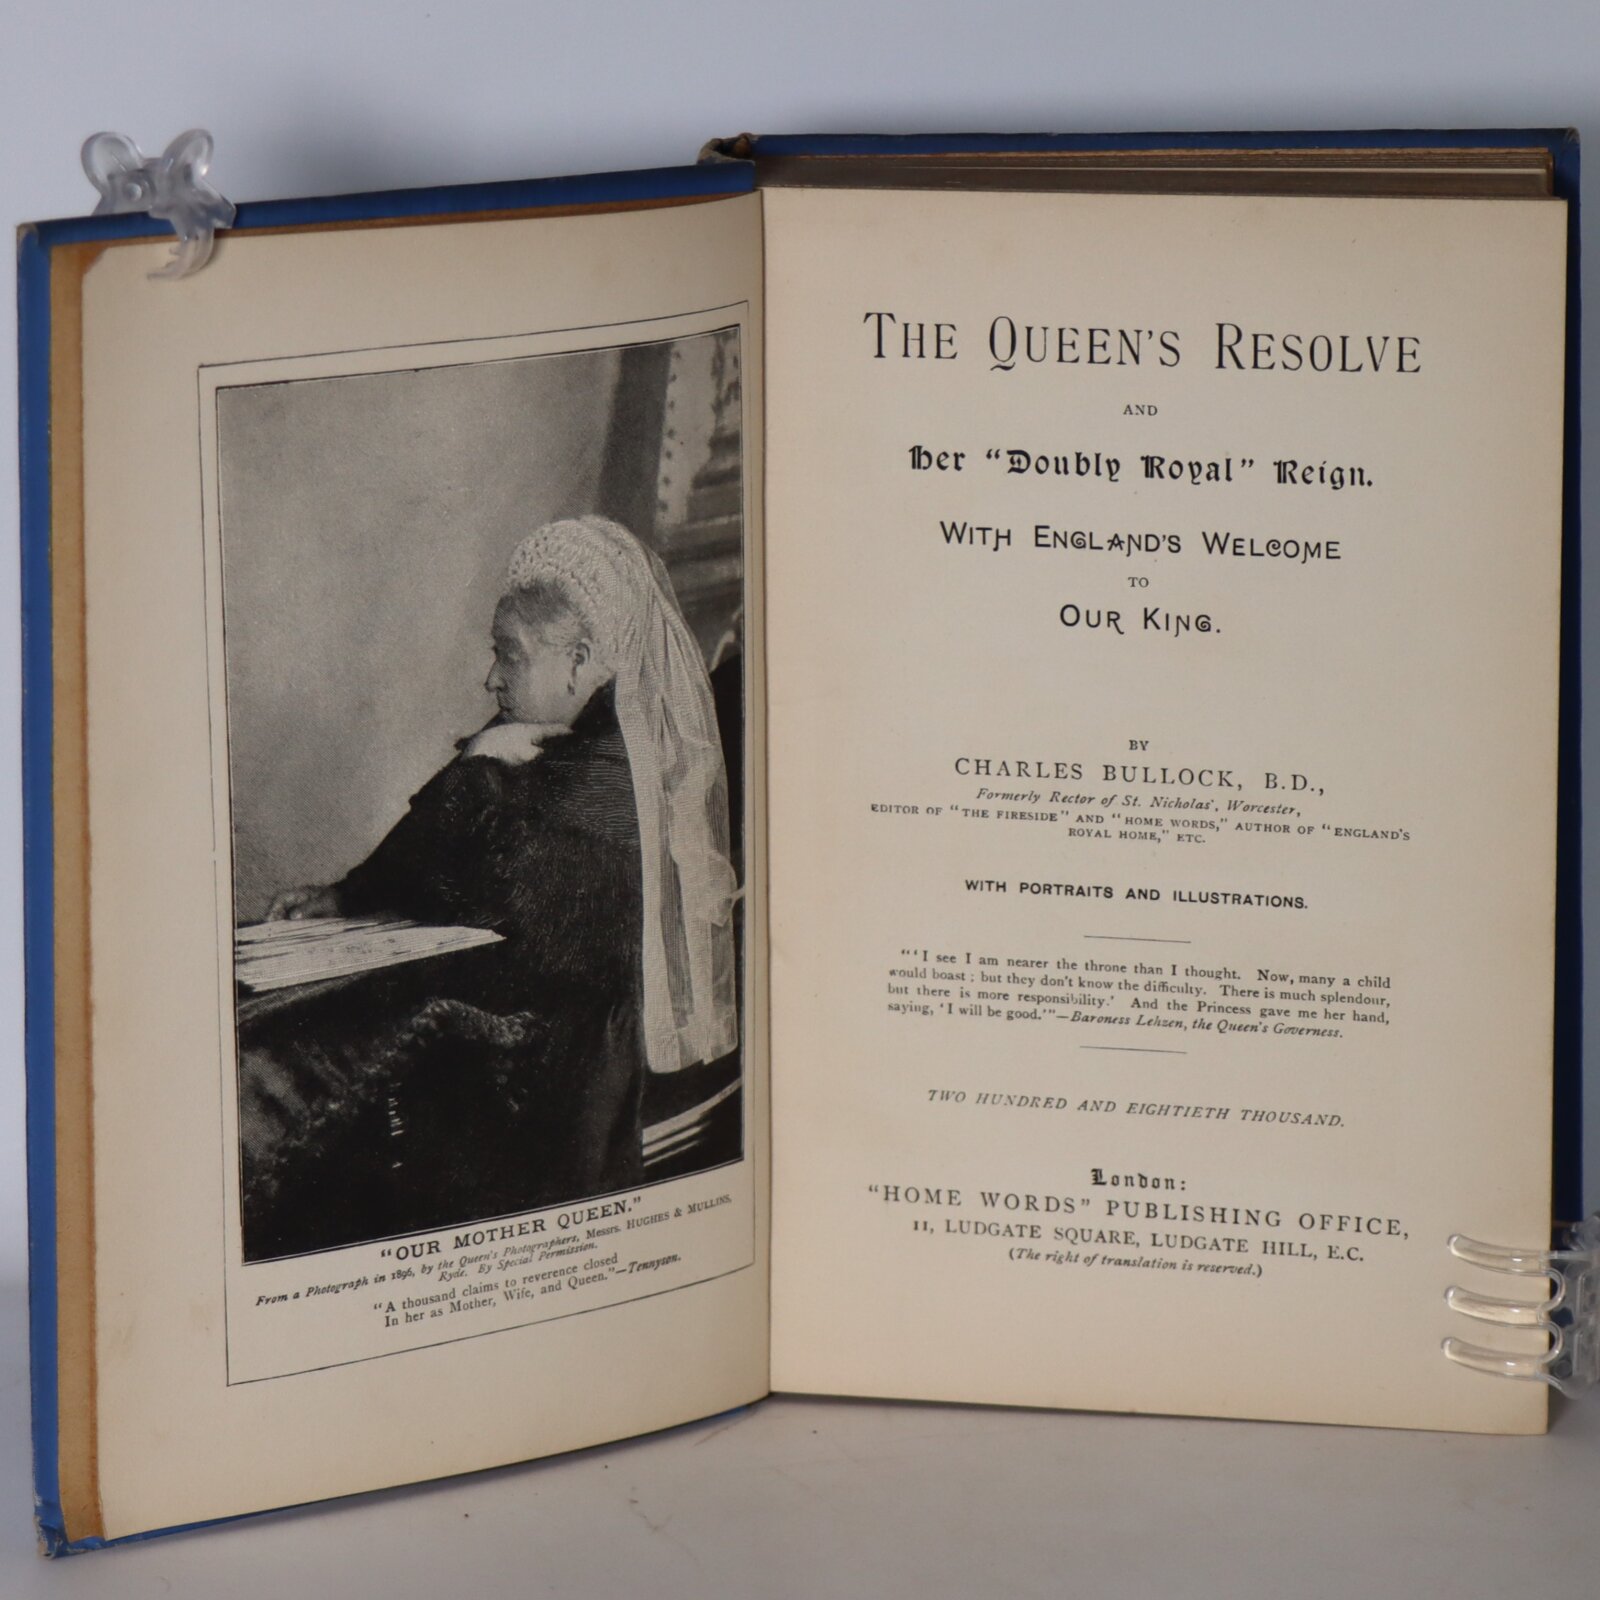 "OUR MOTHER QUEEN."
From a Photograph in 1896, by the Queen's Photographers, Messrs. HUGHES & MULLINS,
Ryde. By Special Permission.
"A thousand claims to reverence closed
In her as Mother, Wife, and Queen."—Tennyson.
THE QUEEN'S RESOLVE
AND
Her "Doubly Royal" Reign.
WITH ENGLAND'S WELCOME
TO
OUR KING.
BY
CHARLES BULLOCK, B.D.,
Formerly Rector of St. Nicholas', Worcester,
EDITOR OF "THE FIRESIDE" AND "HOME WORDS," AUTHOR OF "ENGLAND'S
ROYAL HOME," ETC.
WITH PORTRAITS AND ILLUSTRATIONS.
"'I see I am nearer the throne than I thought. Now, many a child
would boast; but they don't know the difficulty. There is much splendour,
but there is more responsibility.' And the Princess gave me her hand,
saying, 'I will be good.'"—Baroness Lehzen, the Queen's Governess.
TWO HUNDRED AND EIGHTIETH THOUSAND.
London:
"HOME WORDS" PUBLISHING OFFICE,
11, LUDGATE SQUARE, LUDGATE HILL, E.C.
(The right of translation is reserved.)